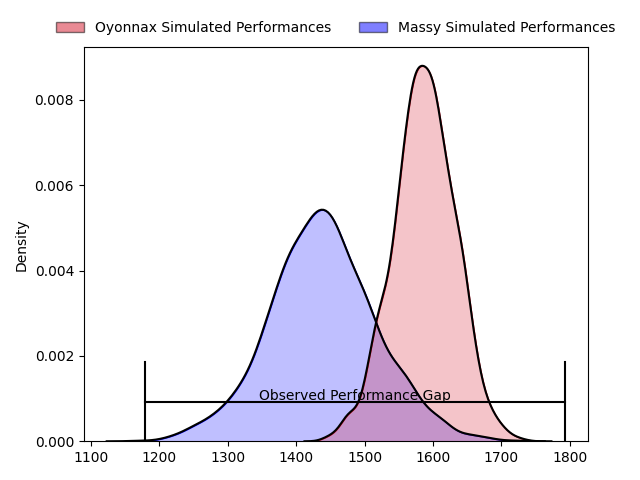 Oyonnax Simulated Performances Massy Simulated Performances
0.008
0.006
0.004
0.002
0.000
Density
Observed Performance Gap
1100 1200 1300 1400 1500 1600 1700 1800